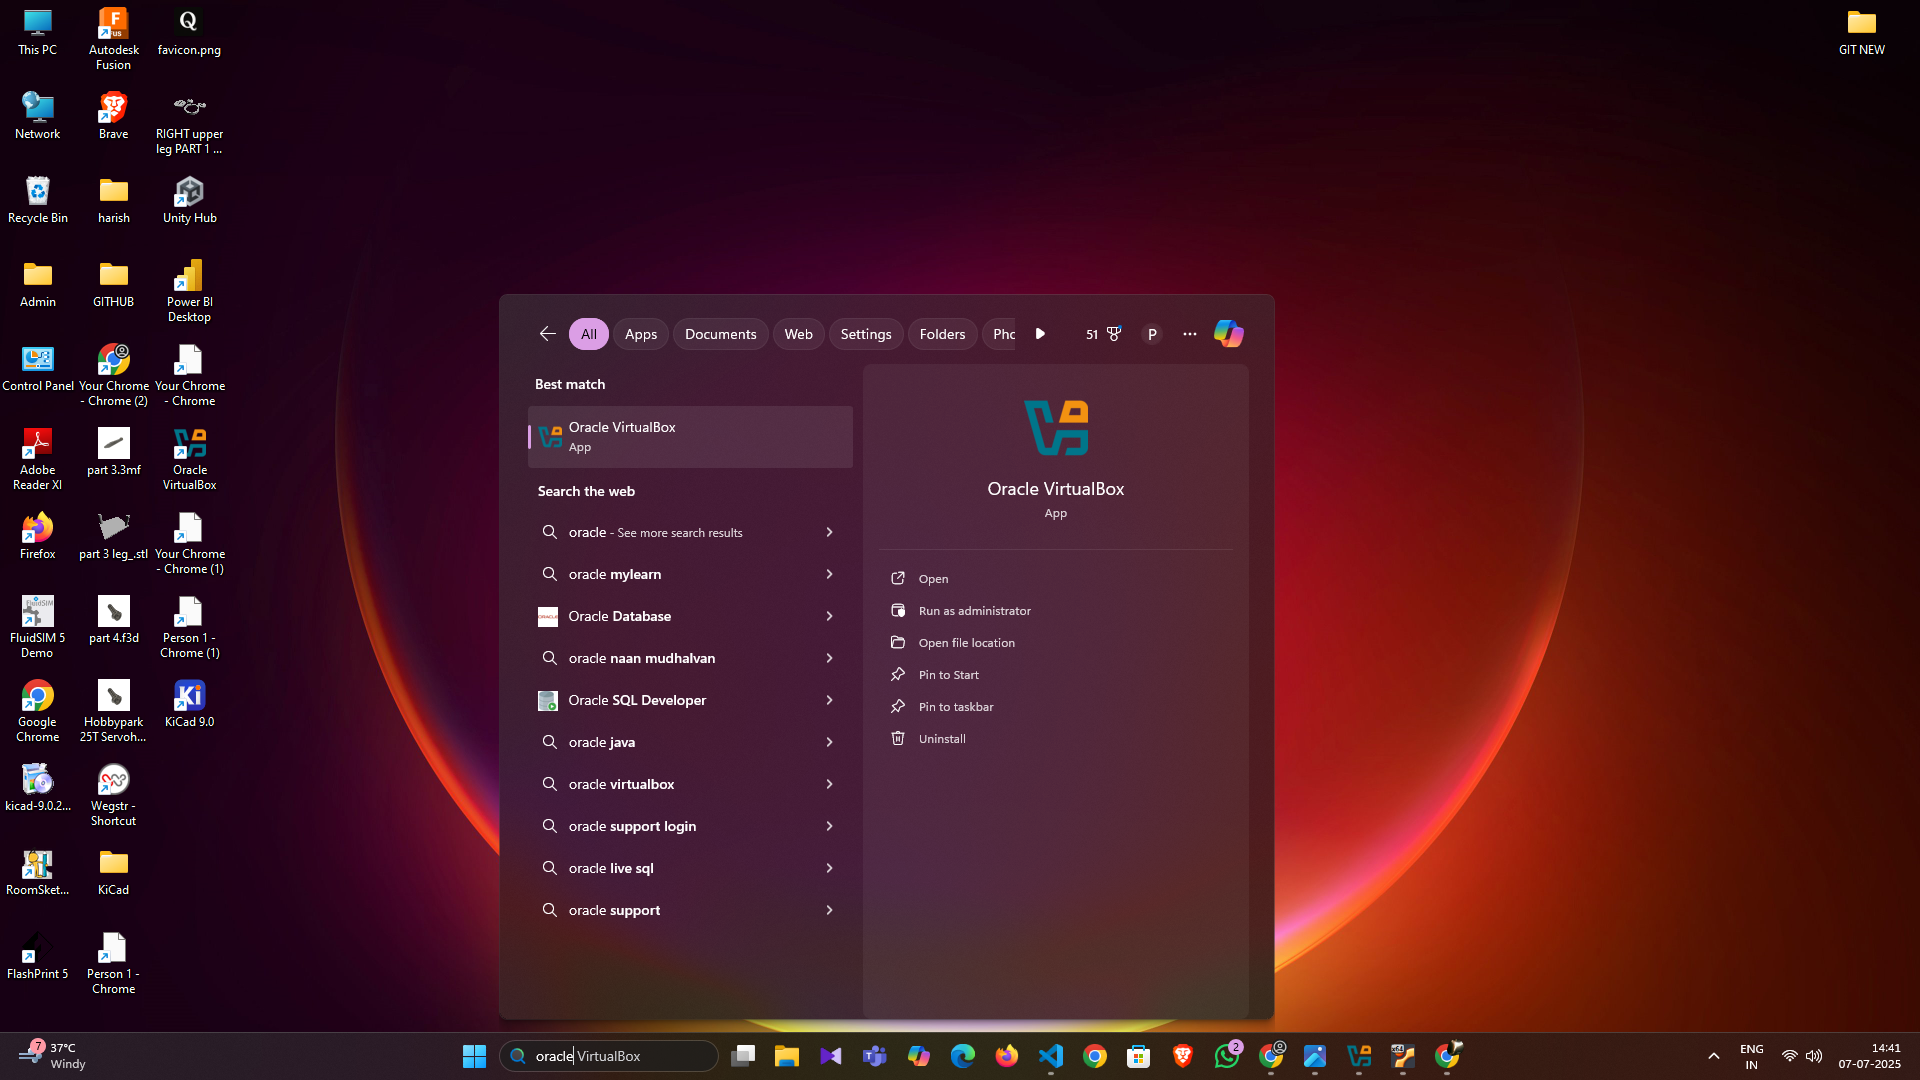 This PC
Autodesk
Fusion
favicon.png
Network
Brave
RIGHT upper
leg PART 1 ...
Recycle Bin
harish
Unity Hub
Admin
GITHUB
Power BI
Desktop
Control Panel
Your Chrome
- Chrome (2)
Your Chrome
- Chrome
Adobe
Reader XI
part 3.3mf
Oracle
VirtualBox
Firefox
part 3 leg_.stl
Your Chrome
- Chrome (1)
FluidSIM 5
Demo
part 4.f3d
Person 1 -
Chrome (1)
Google
Chrome
Hobbypark
25T Servoh...
KiCad 9.0
kicad-9.0.2...
Wegstr -
Shortcut
RoomSket...
KiCad
FlashPrint 5
Person 1 -
Chrome
GIT NEW
All
Apps
Documents
Web
Settings
Folders
Pho
51
P
Best match
Oracle VirtualBox
App
Search the web
oracle - See more search results
oracle mylearn
Oracle Database
oracle naan mudhalvan
Oracle SQL Developer
oracle java
oracle virtualbox
oracle support login
oracle live sql
oracle support
Oracle VirtualBox
App
Open
Run as administrator
Open file location
Pin to Start
Pin to taskbar
Uninstall
7
37°C
Windy
oracle VirtualBox
2
ENG
IN
14:41
07-07-2025